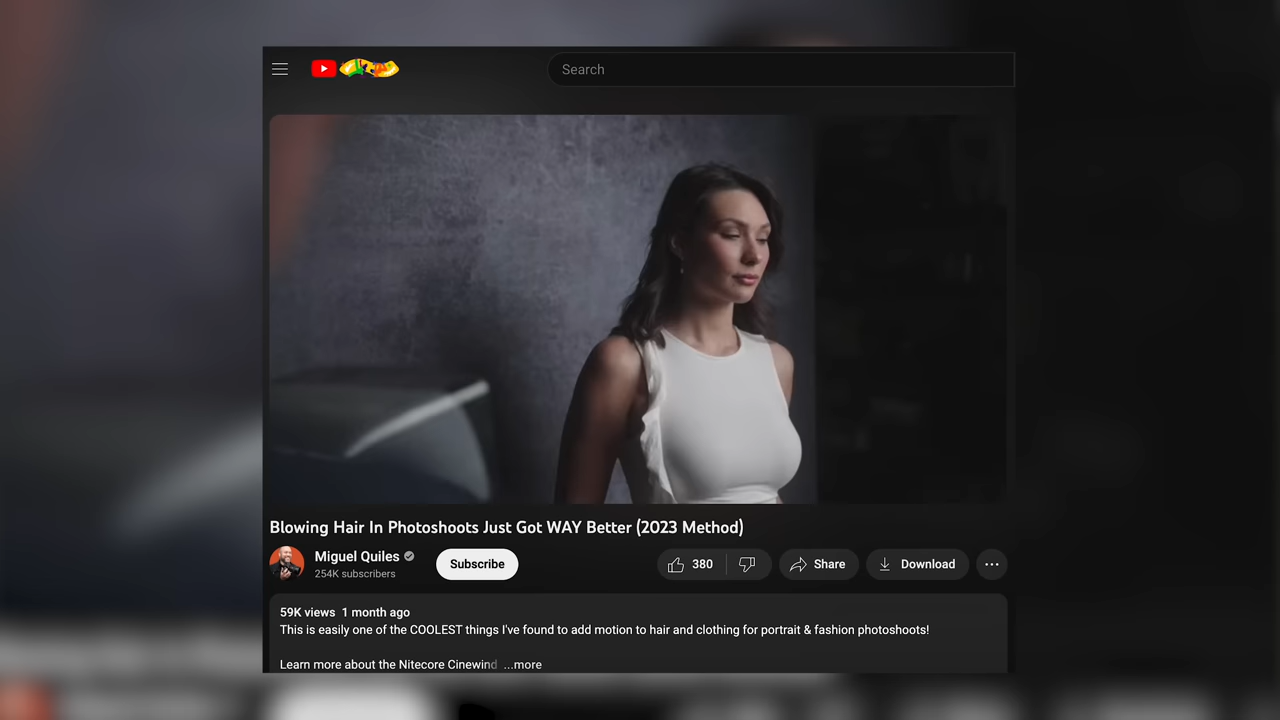 Search
Blowing Hair In Photoshoots Just Got WAY Better (2023 Method)
Miguel Quiles
254K subscribers
Subscribe
380
Share
Download
59K views 1 month ago
This is easily one of the COOLEST things I've found to add motion to hair and clothing for portrait & fashion photoshoots!
Learn more about the Nitecore Cinewind ...more